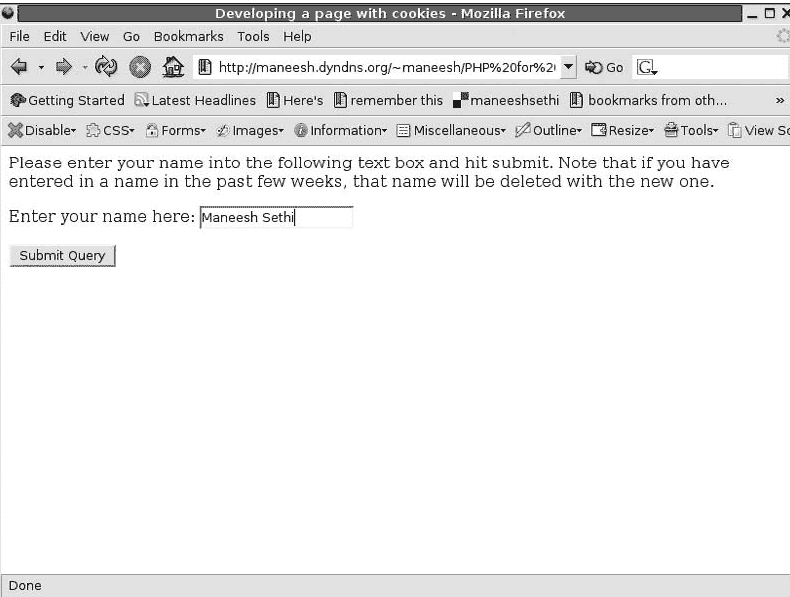 Developing a page with cookies - Mozilla Firefox
File Edit View Go Bookmarks Tools Help
http://maneesh.dyndns.org/~maneesh/PHP%20for%2 Go G
Getting Started Latest Headlines Here's remember this maneeshsethi bookmarks from oth... »
Disable CSS Forms Images Information Miscellaneous Outline Resize Tools View So
Please enter your name into the following text box and hit submit. Note that if you have
entered in a name in the past few weeks, that name will be deleted with the new one.
Enter your name here: Maneesh Sethi
Submit Query
Done